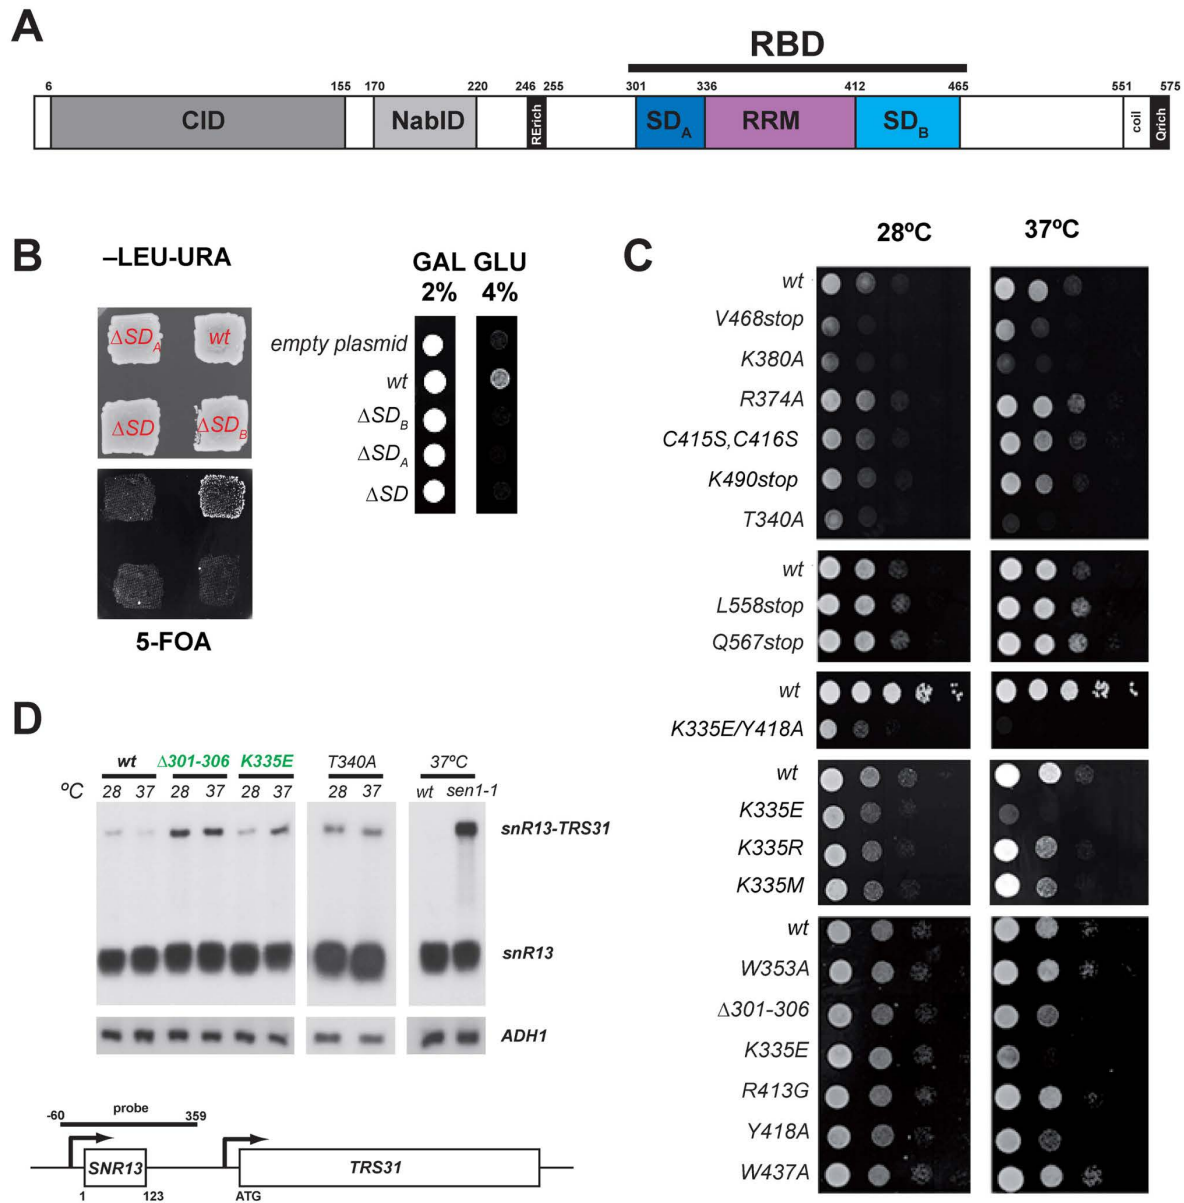 A
RBD
6 155 170 220 246 255 301 336 412 465 551 575
CID NabID RErich SDA RRM SDB coil Qrich
B
–LEU-URA
ΔSDA wt
ΔSD ΔSDB
5-FOA
GAL GLU
2% 4%
empty plasmid
wt
ΔSDB
ΔSDA
ΔSD
C
28ºC 37ºC
wt
V468stop
K380A
R374A
C415S,C416S
K490stop
T340A
wt
L558stop
Q567stop
wt
K335E/Y418A
wt
K335E
K335R
K335M
wt
W353A
Δ301-306
K335E
R413G
Y418A
W437A
D
wt Δ301-306 K335E T340A 37ºC
ºC 28 37 28 37 28 37 28 37 wt sen1-1
snR13-TRS31
snR13
ADH1
probe
-60 359
SNR13 TRS31
1 123 ATG